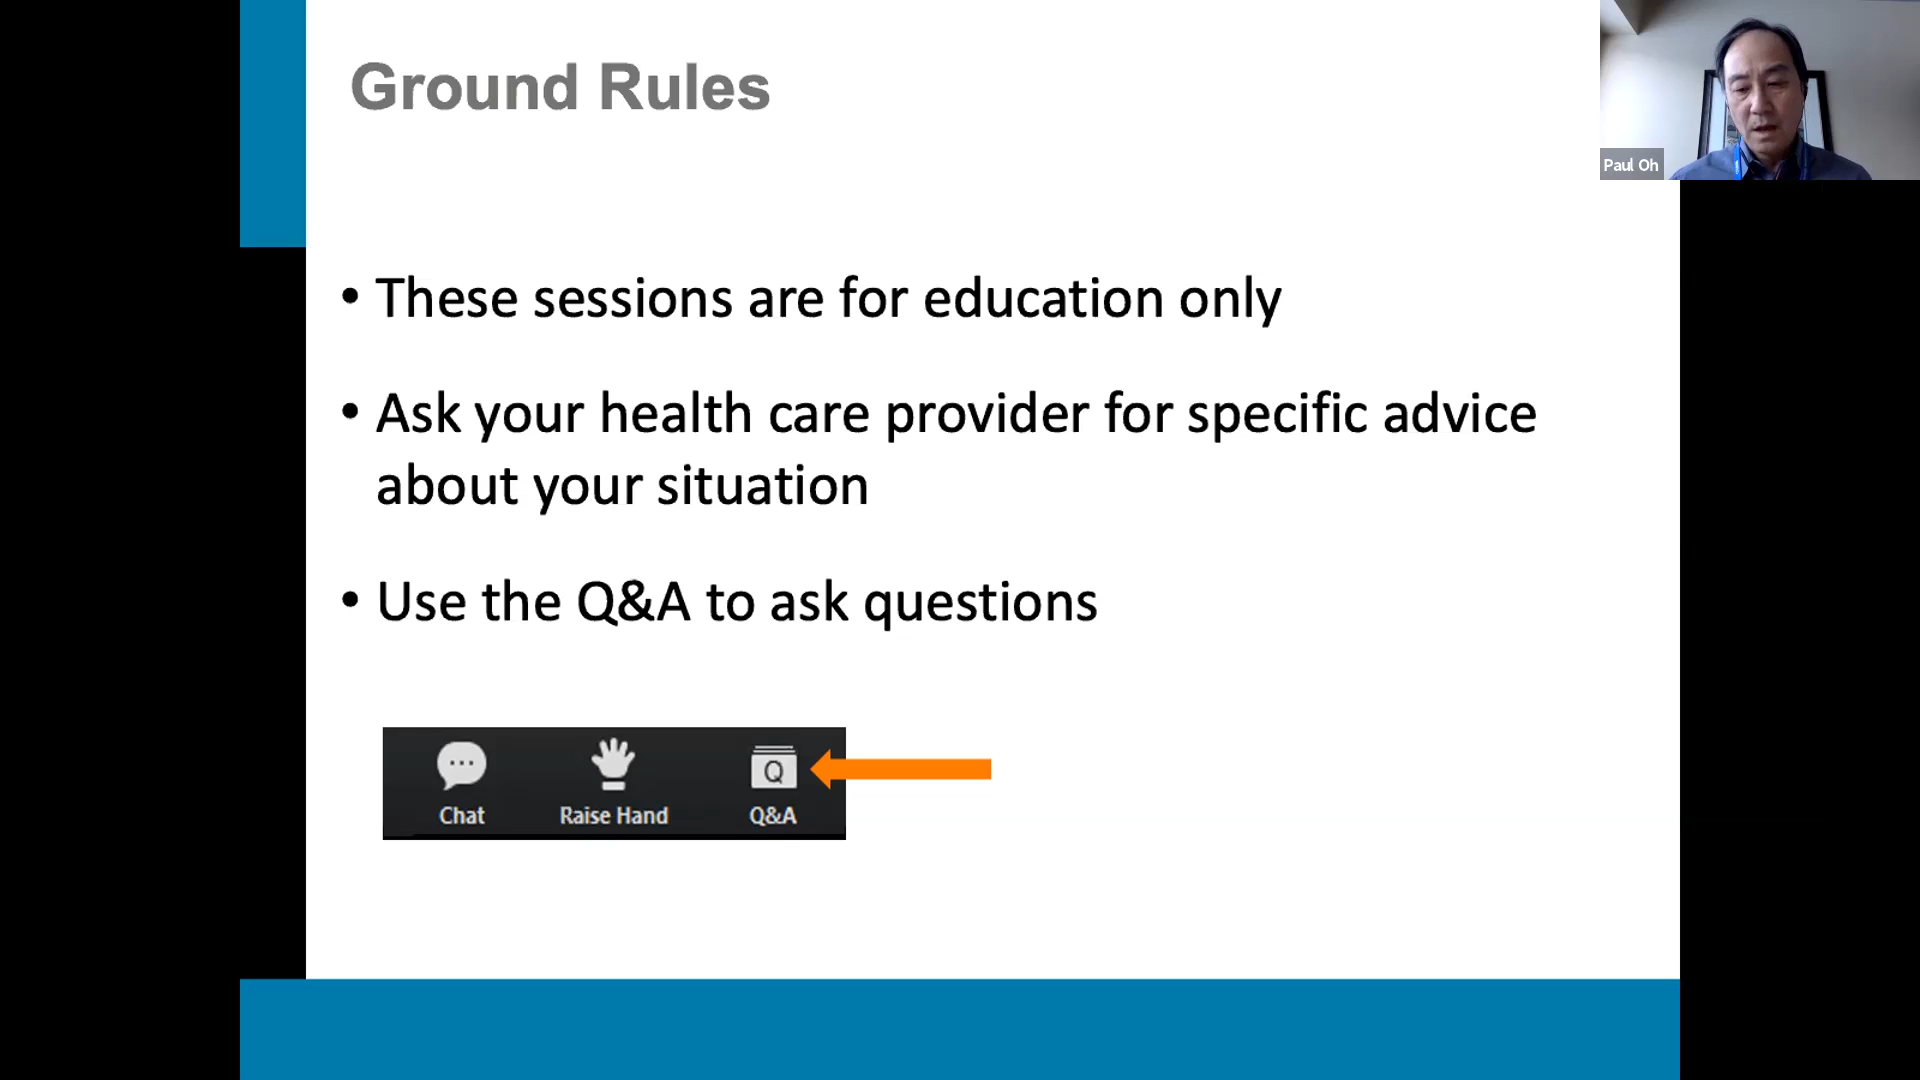 Ground Rules
Paul Oh
• These sessions are for education only
• Ask your health care provider for specific advice
about your situation
• Use the Q&A to ask questions
Q
Chat
Raise Hand
Q&A